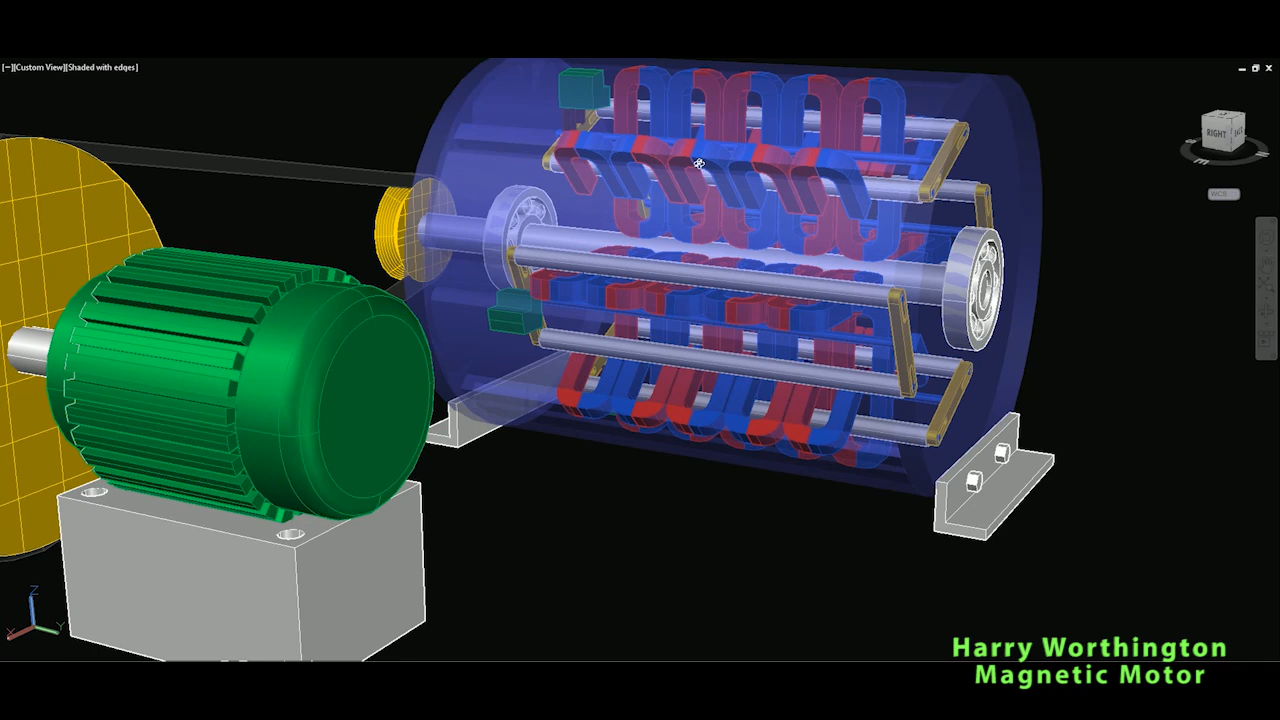 [−][Custom View][Shaded with edges]
RIGHT
WCS
Z
X
Y
Harry Worthington
Magnetic Motor